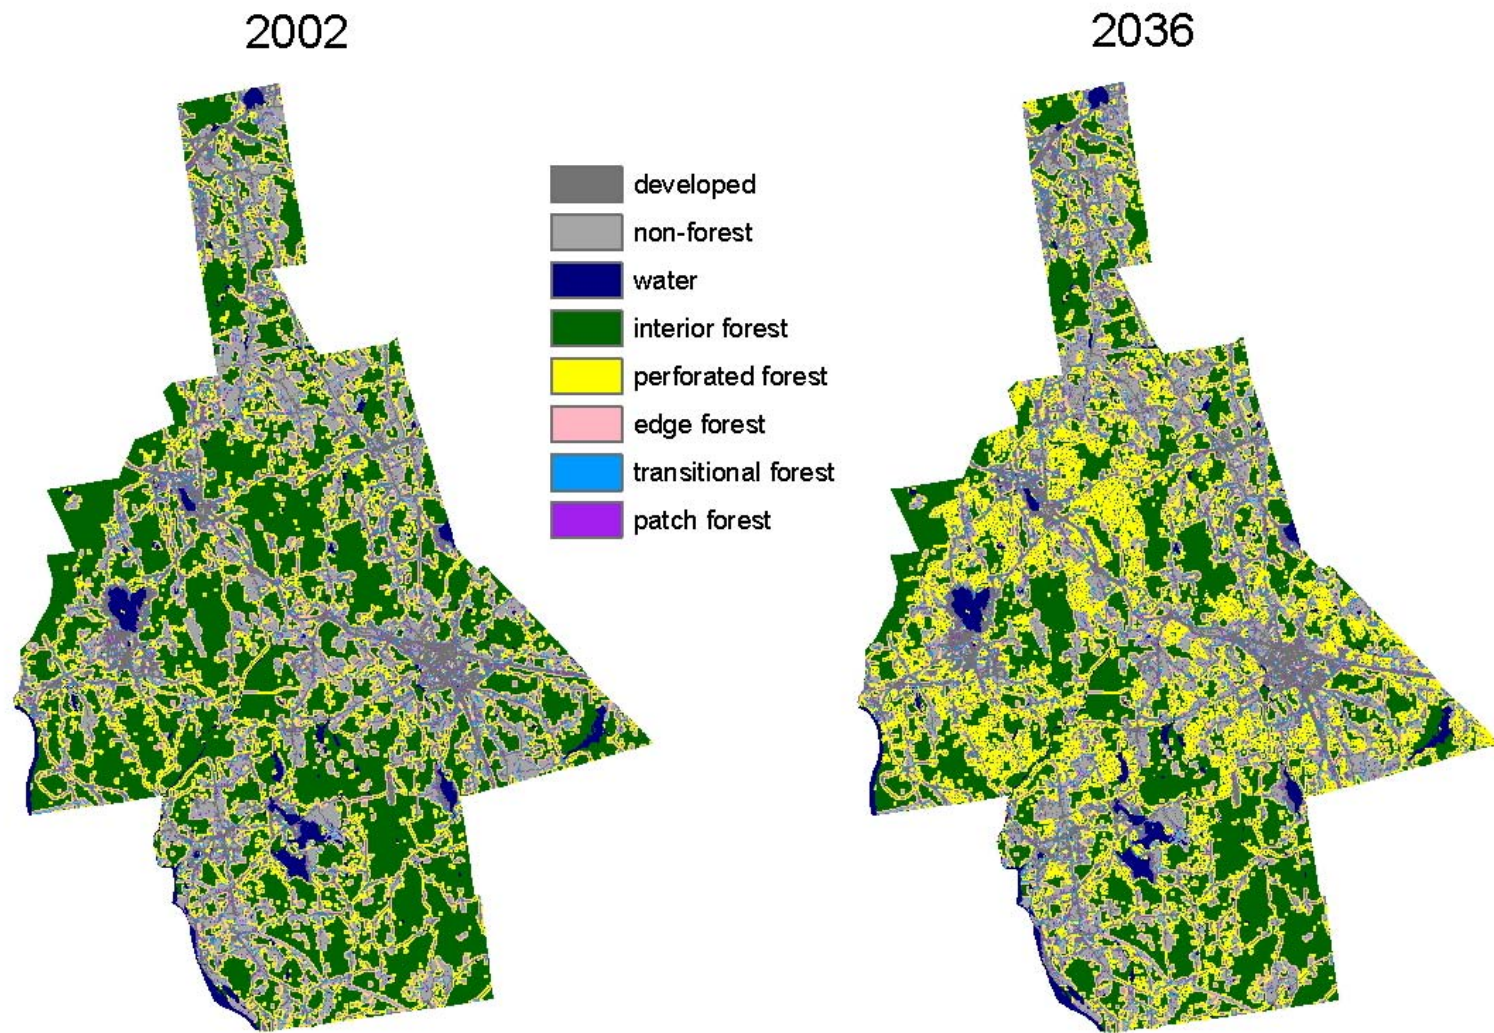 2002
2036
developed
non-forest
water
interior forest
perforated forest
edge forest
transitional forest
patch forest